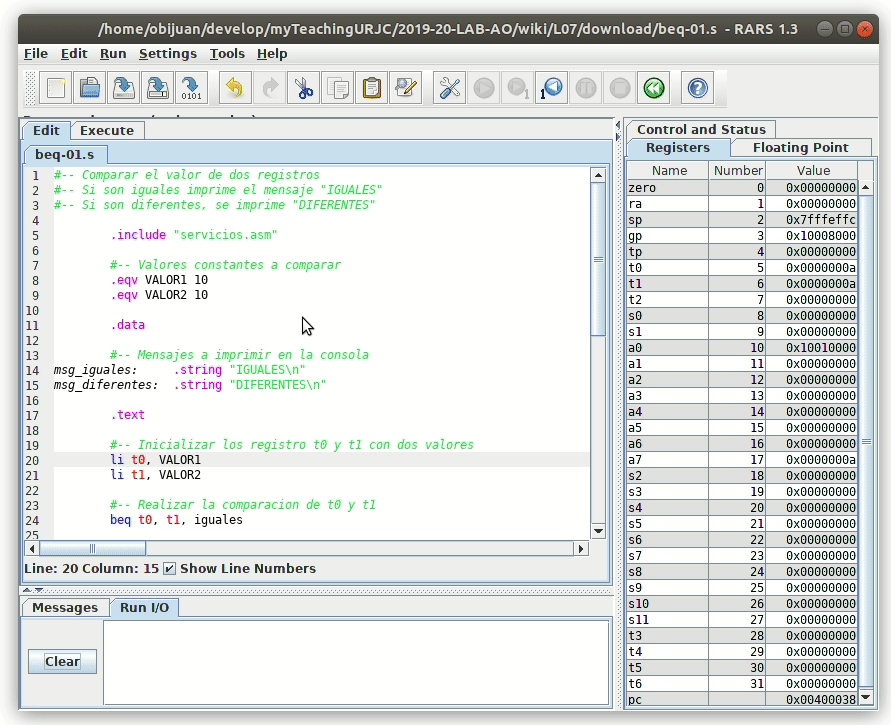 /home/obijuan/develop/myTeachingURJC/2019-20-LAB-AO/wiki/L07/download/beq-01.s - RARS 1.3
File Edit Run Settings Tools Help
0101
1
1
Edit Execute
beq-01.s
1 #-- Comparar el valor de dos registros
2 #-- Si son iguales imprime el mensaje "IGUALES"
3 #-- Si son diferentes, se imprime "DIFERENTES"
4
5 .include "servicios.asm"
6
7 #-- Valores constantes a comparar
8 .eqv VALOR1 10
9 .eqv VALOR2 10
10
11 .data
12
13 #-- Mensajes a imprimir en la consola
14 msg_iguales: .string "IGUALES\n"
15 msg_diferentes: .string "DIFERENTES\n"
16
17 .text
18
19 #-- Inicializar los registro t0 y t1 con dos valores
20 li t0, VALOR1
21 li t1, VALOR2
22
23 #-- Realizar la comparacion de t0 y t1
24 beq t0, t1, iguales
25
Line: 20 Column: 15 Show Line Numbers
Messages Run I/O
Clear
Control and Status
Registers Floating Point
Name Number Value
zero 0 0x00000000
ra 1 0x00000000
sp 2 0x7fffeffc
gp 3 0x10008000
tp 4 0x00000000
t0 5 0x0000000a
t1 6 0x0000000a
t2 7 0x00000000
s0 8 0x00000000
s1 9 0x00000000
a0 10 0x10010000
a1 11 0x00000000
a2 12 0x00000000
a3 13 0x00000000
a4 14 0x00000000
a5 15 0x00000000
a6 16 0x00000000
a7 17 0x0000000a
s2 18 0x00000000
s3 19 0x00000000
s4 20 0x00000000
s5 21 0x00000000
s6 22 0x00000000
s7 23 0x00000000
s8 24 0x00000000
s9 25 0x00000000
s10 26 0x00000000
s11 27 0x00000000
t3 28 0x00000000
t4 29 0x00000000
t5 30 0x00000000
t6 31 0x00000000
pc 0x00400038